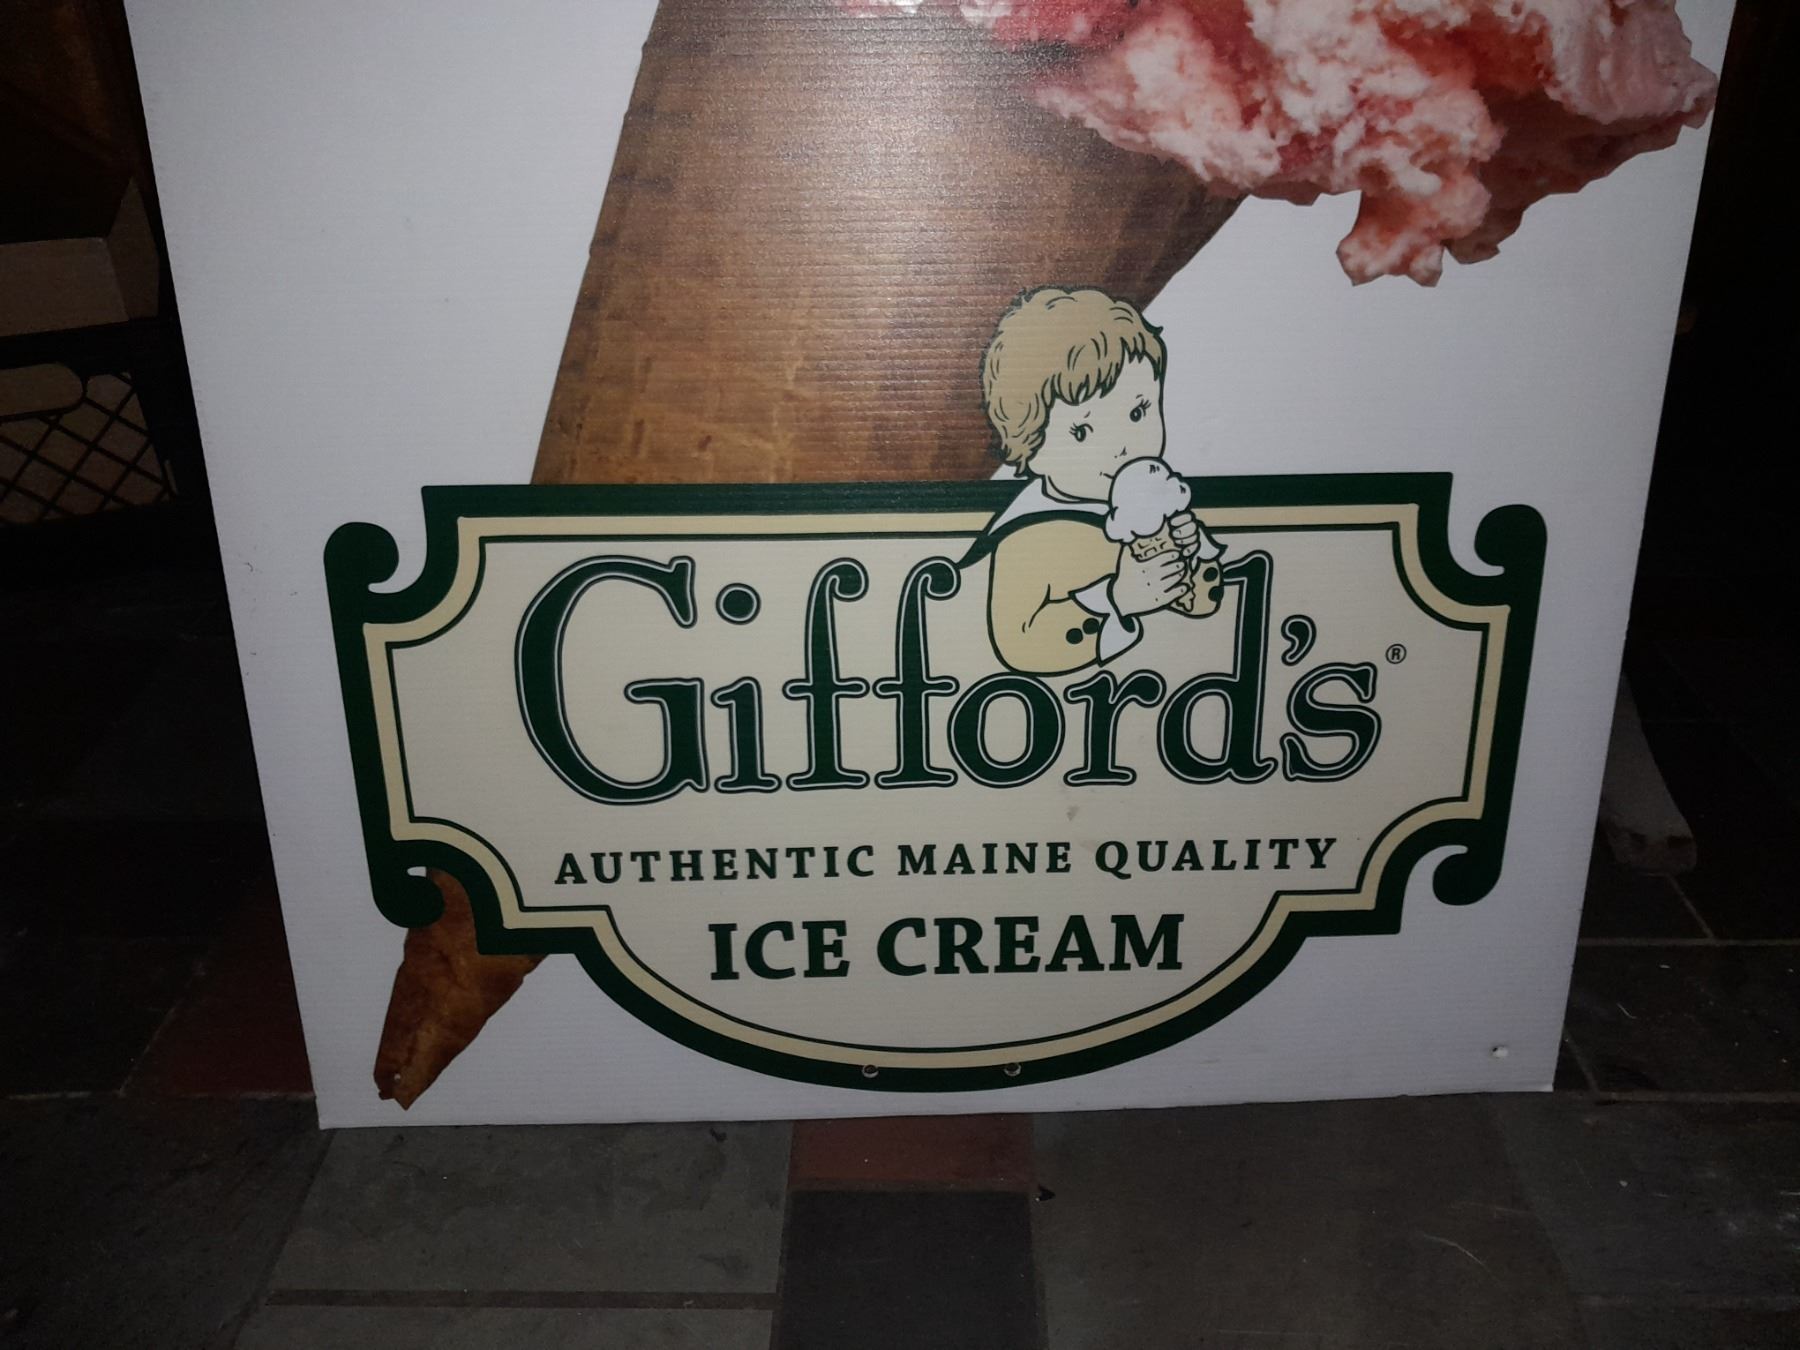 Gifford's®
AUTHENTIC MAINE QUALITY
ICE CREAM